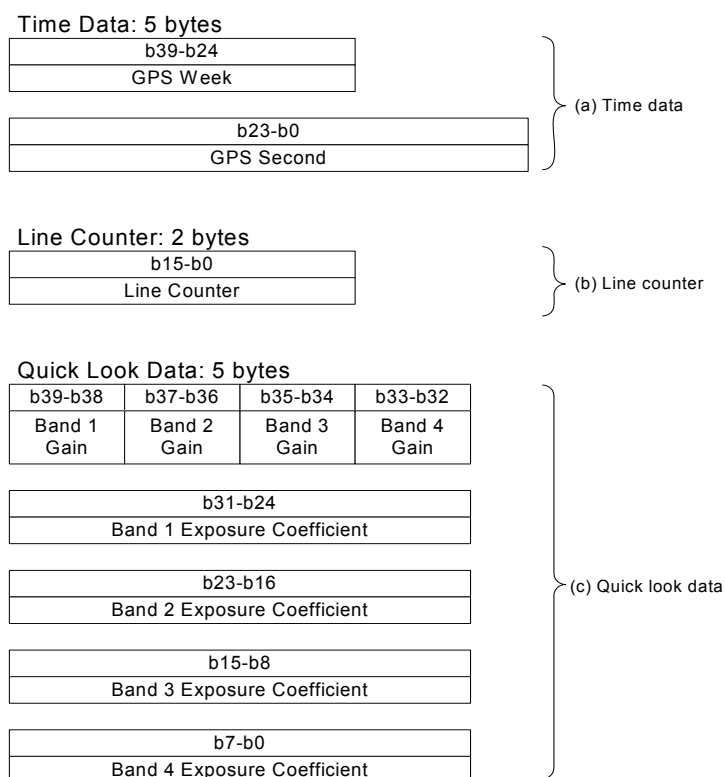 Time Data: 5 bytes
b39-b24
GPS Week
(a) Time data
b23-b0
GPS Second
Line Counter: 2 bytes
b15-b0
Line Counter
(b) Line counter
Quick Look Data: 5 bytes
b39-b38 b37-b36 b35-b34 b33-b32
Band 1 Band 2 Band 3 Band 4
Gain Gain Gain Gain
b31-b24
Band 1 Exposure Coefficient
b23-b16
(c) Quick look data
Band 2 Exposure Coefficient
b15-b8
Band 3 Exposure Coefficient
b7-b0
Band 4 Exposure Coefficient